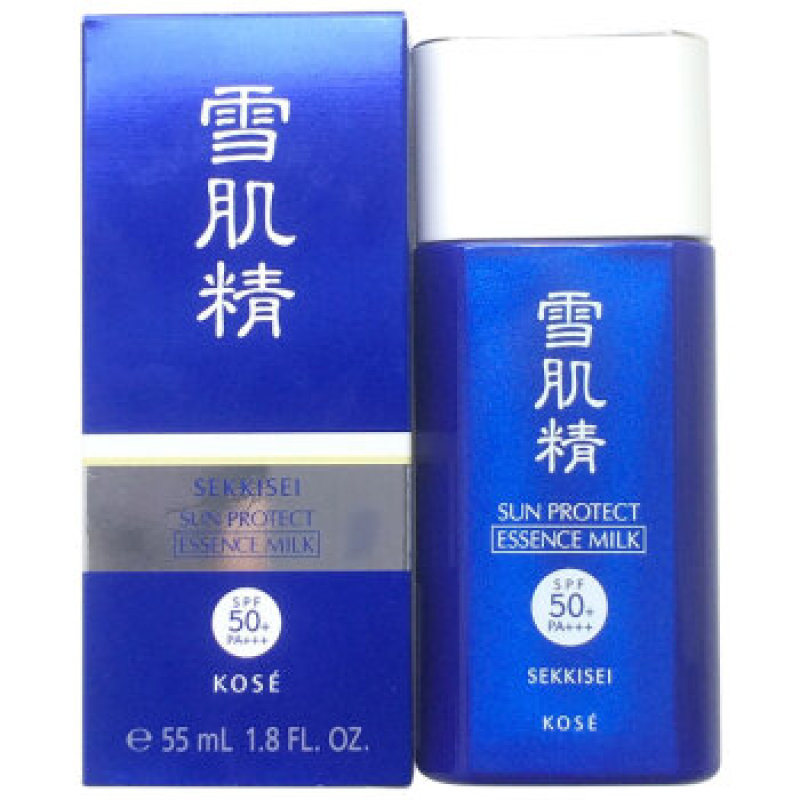 雪肌精
SEKKISEI
SUN PROTECT
ESSENCE MILK
SPF
50+
PA+++
KOSÉ
℮ 55 mL 1.8 FL. OZ.
雪肌精
SUN PROTECT
ESSENCE MILK
SPF
50+
PA+++
SEKKISEI
KOSÉ